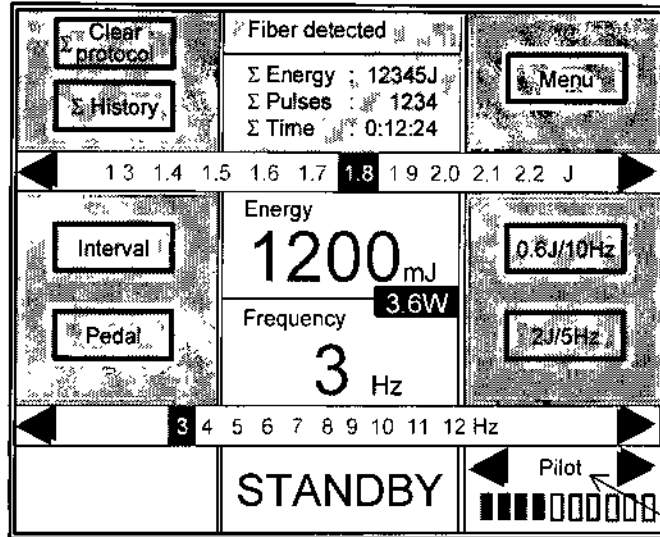 Σ Clear
protocol
Σ History
Fiber detected
Σ Energy : 12345J
Σ Pulses : 1234
Σ Time : 0:12:24
Menu
1 3 1.4 1.5 1.6 1.7 1.8 1 9 2.0 2.1 2.2 J
Interval
Pedal
Energy
1200 mJ
3.6W
Frequency
3 Hz
0.6J/10Hz
2J/5Hz
3 4 5 6 7 8 9 10 11 12 Hz
STANDBY
Pilot